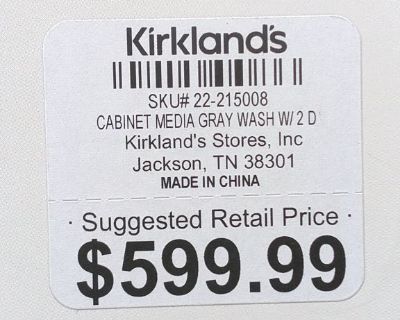 Kirkland's
SKU# 22-215008
CABINET MEDIA GRAY WASH W/ 2 D
Kirkland's Stores, Inc
Jackson, TN 38301
MADE IN CHINA
· Suggested Retail Price ·
$599.99